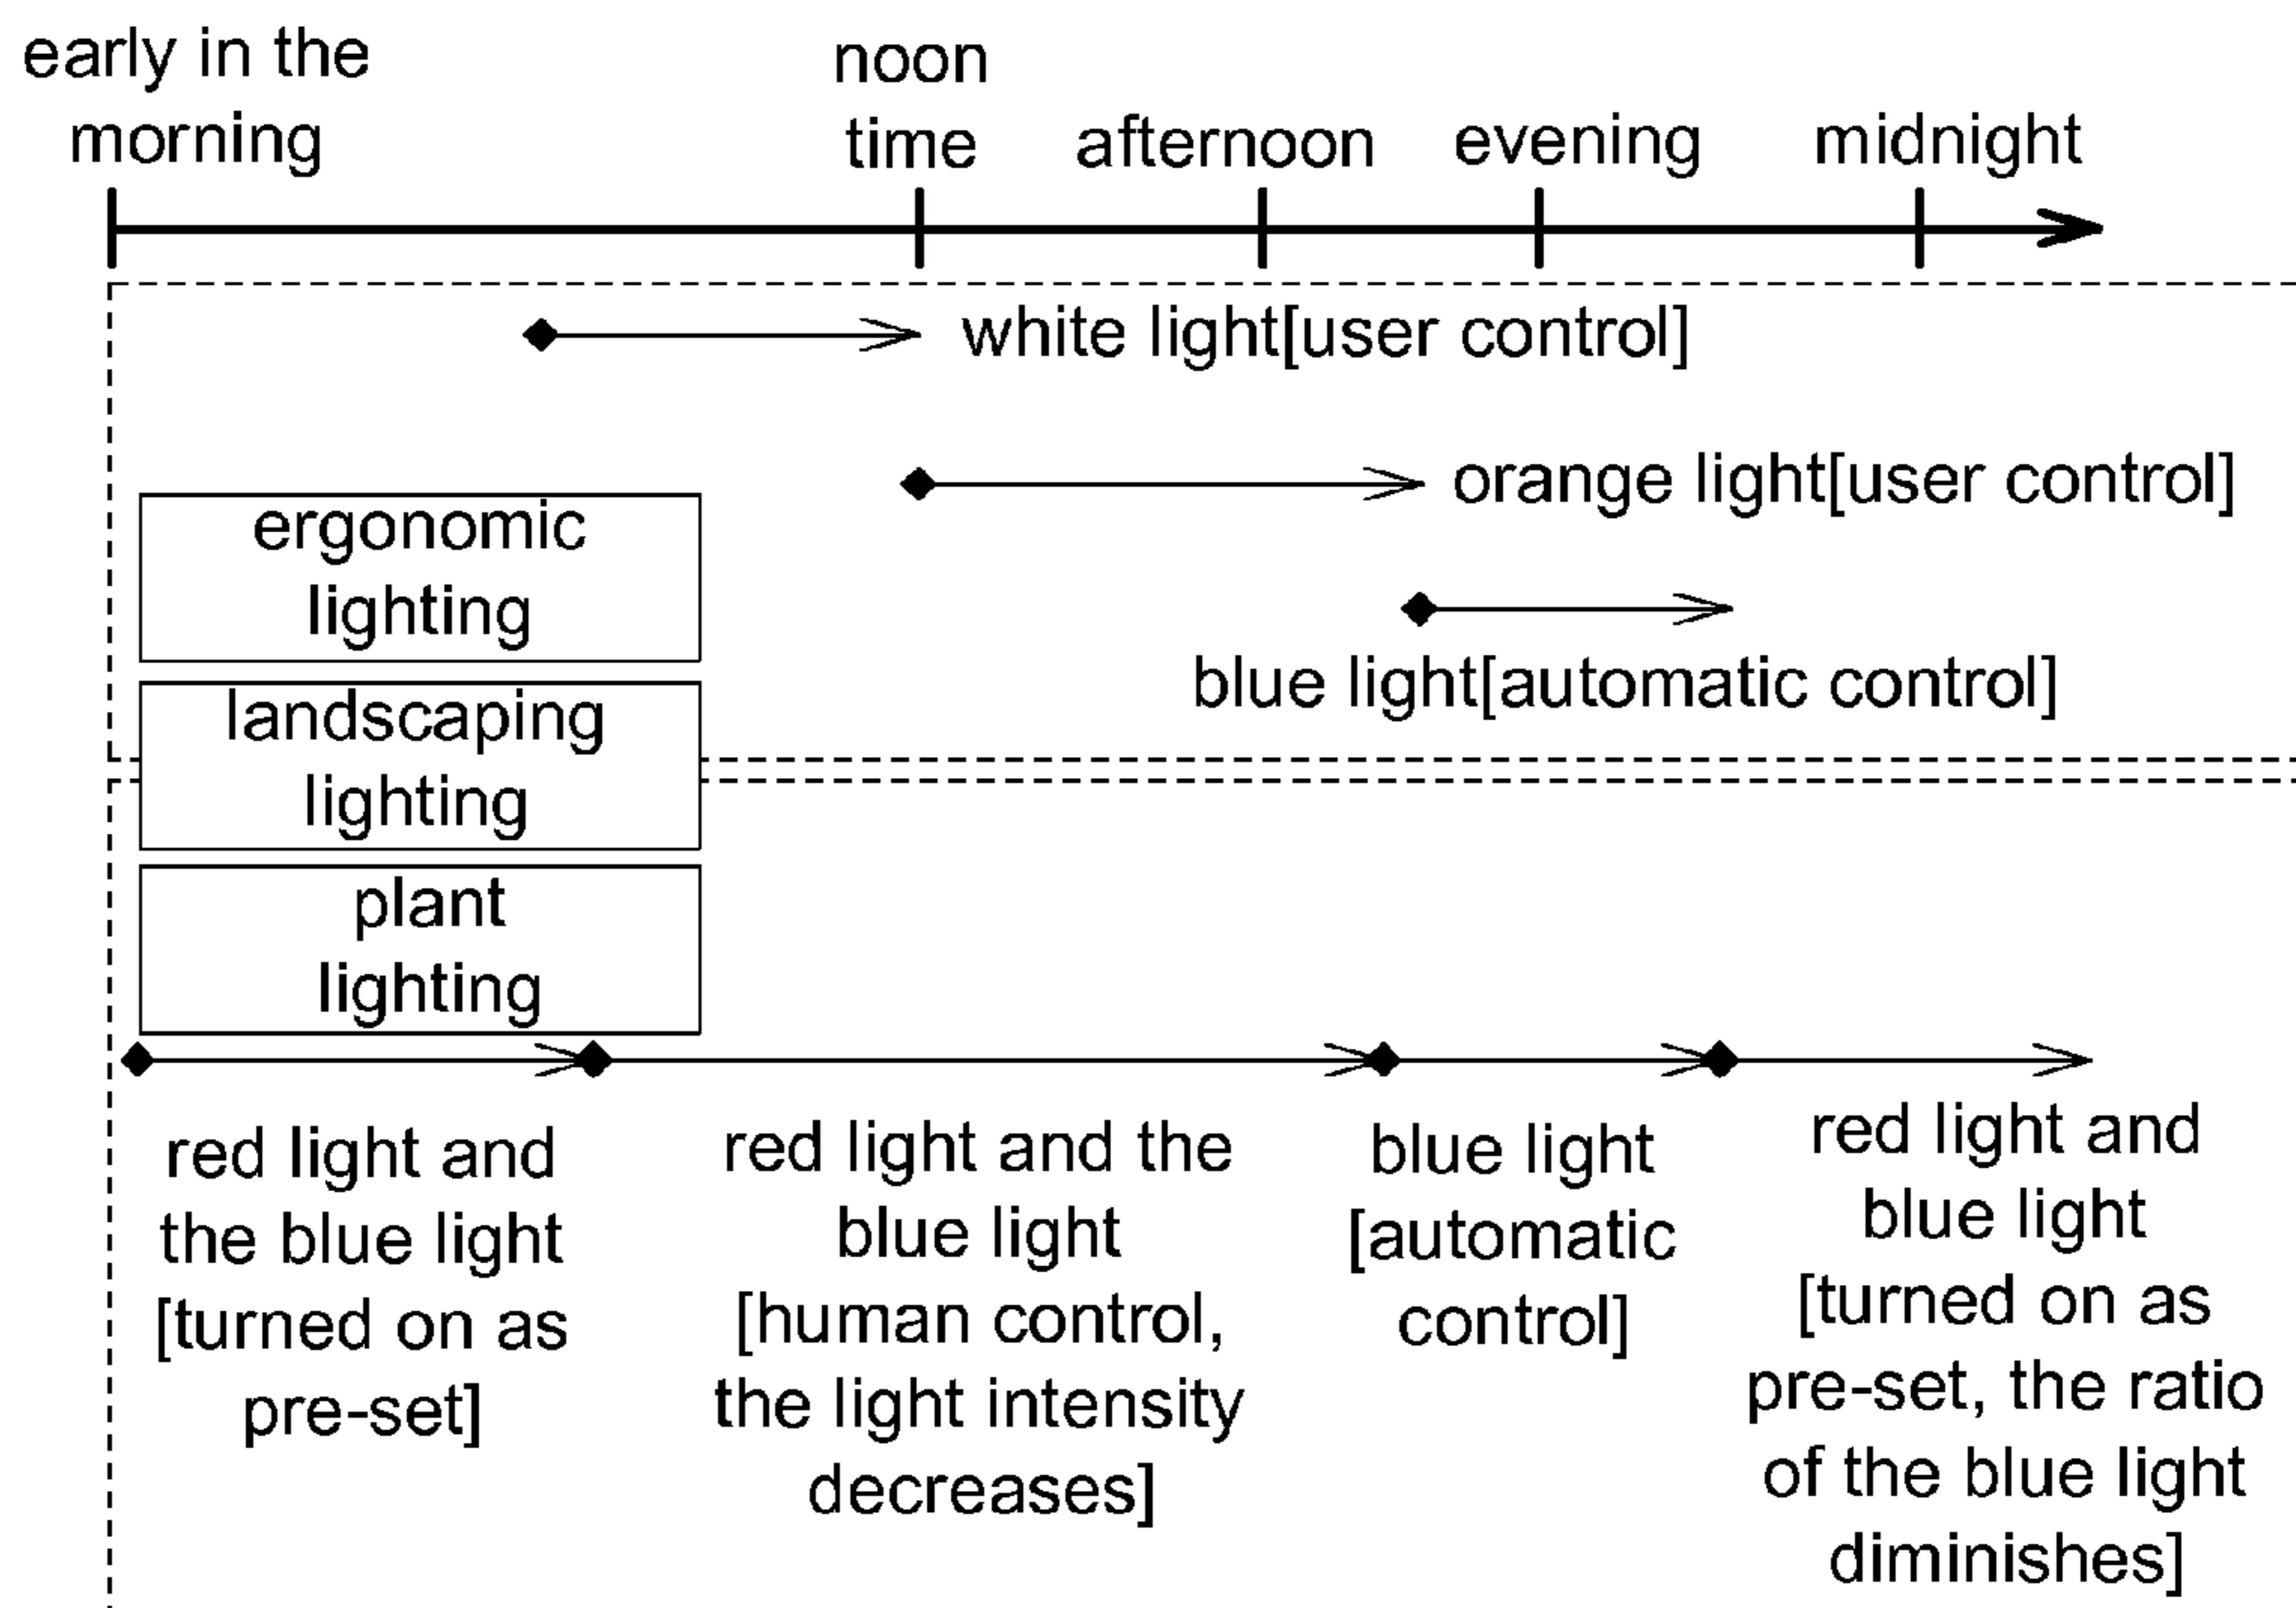 early in the
morning
noon
time
afternoon
evening
midnight
white light[user control]
orange light[user control]
ergonomic
lighting
blue light[automatic control]
landscaping
lighting
plant
lighting
red light and
the blue light
[turned on as
pre-set]
red light and the
blue light
[human control,
the light intensity
decreases]
blue light
[automatic
control]
red light and
blue light
[turned on as
pre-set, the ratio
of the blue light
diminishes]